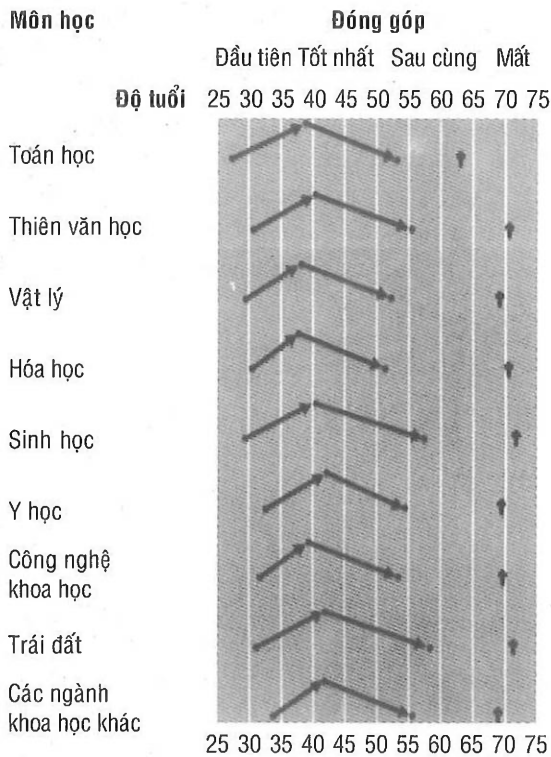 Môn học Đóng góp
Đầu tiên Tốt nhất Sau cùng Mất
Độ tuổi 25 30 35 40 45 50 55 60 65 70 75
Toán học
Thiên văn học
Vật lý
Hóa học
Sinh học
Y học
Công nghệ
khoa học
Trái đất
Các ngành
khoa học khác
25 30 35 40 45 50 55 60 65 70 75